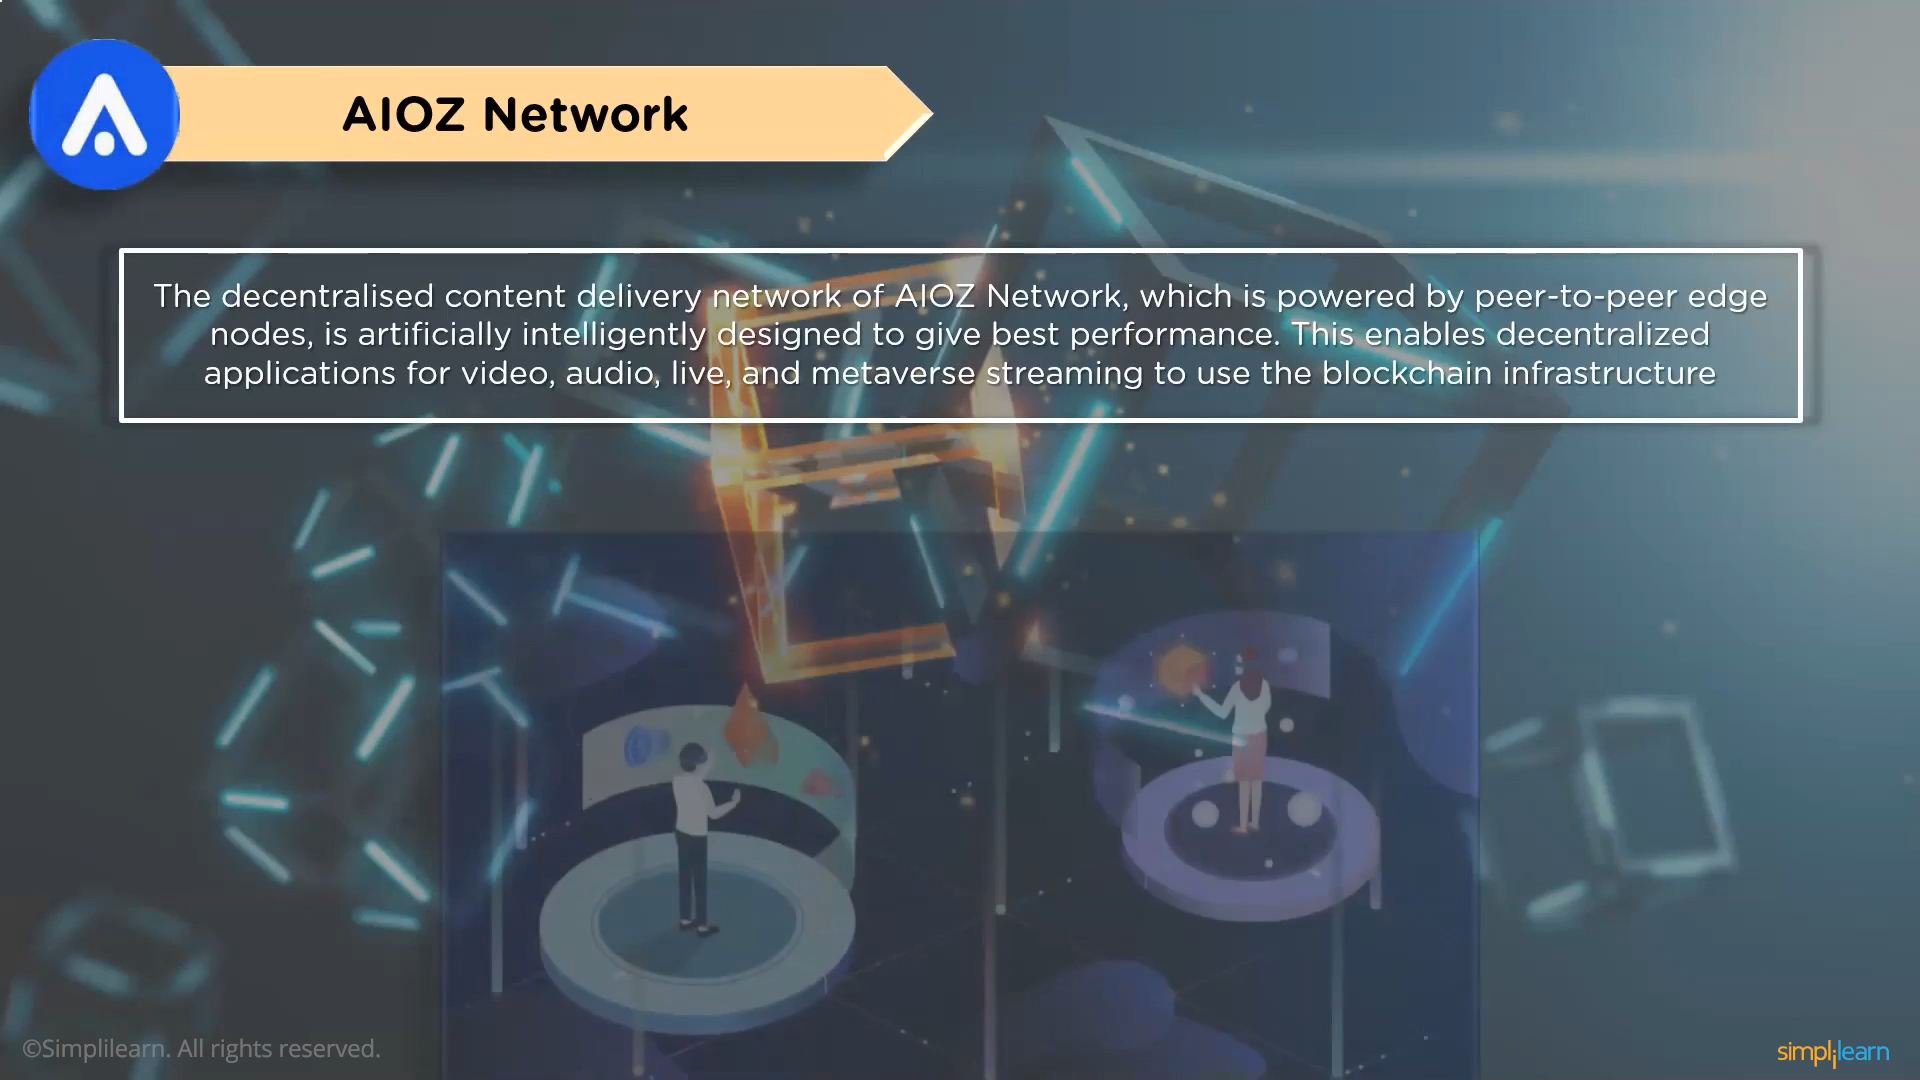 AIOZ Network
The decentralised content delivery network of AIOZ Network, which is powered by peer-to-peer edge
nodes, is artificially intelligently designed to give best performance. This enables decentralized
applications for video, audio, live, and metaverse streaming to use the blockchain infrastructure
©Simplilearn. All rights reserved.
simplilearn